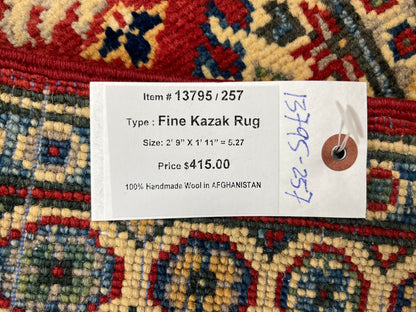 Item # 13795 / 257
Type : Fine Kazak Rug
Size: 2' 9" X 1' 11" = 5.27
Price $415.00
100% Handmade Wool in AFGHANISTAN
13795-257